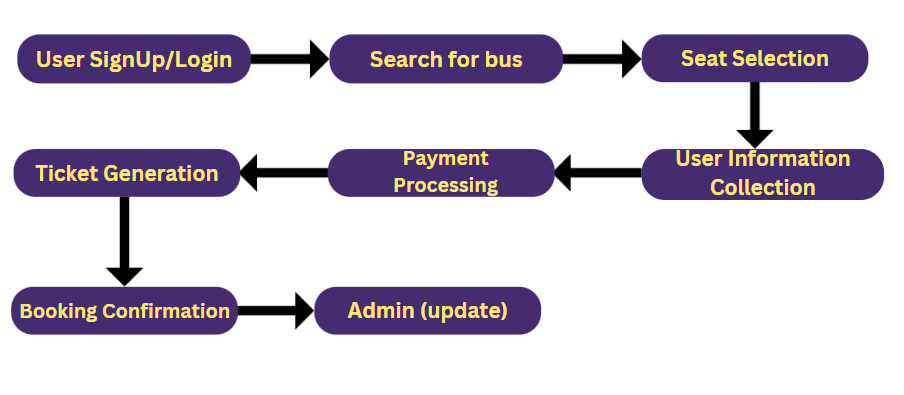 User SignUp/Login
Search for bus
Seat Selection
User Information
Collection
Payment
Processing
Ticket Generation
Booking Confirmation
Admin (update)